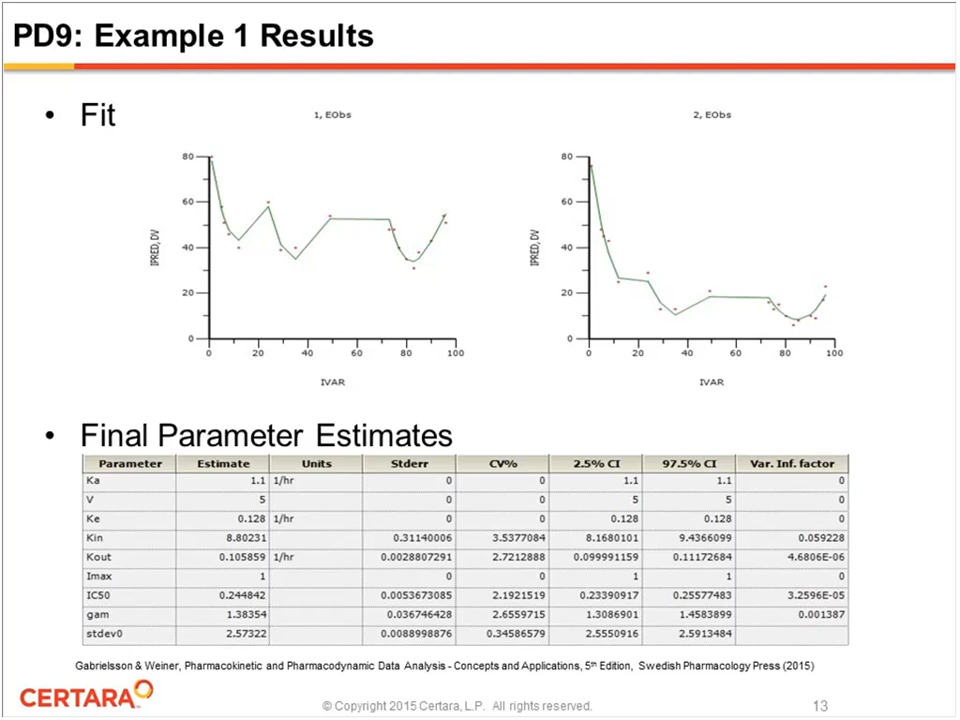 PD9: Example 1 Results
• Fit
1, EObs
2, EObs
80
60
40
20
0
IPRED, DV
0 20 40 60 80 100
IVAR
80
60
40
20
0
IPRED, DV
0 20 40 60 80 100
IVAR
• Final Parameter Estimates
Parameter Estimate Units Stderr CV% 2.5% CI 97.5% CI Var. Inf. factor
Ka 1.1 1/hr 0 0 1.1 1.1 0
V 5 0 0 5 5 0
Ke 0.128 1/hr 0 0 0.128 0.128 0
Kin 8.80231 0.31140006 3.5377084 8.1680101 9.4366099 0.059228
Kout 0.105859 1/hr 0.0028807291 2.7212888 0.099991159 0.11172684 4.6806E-06
Imax 1 0 0 1 1 0
IC50 0.244842 0.0053673085 2.1921519 0.23390917 0.25577483 3.2596E-05
gam 1.38354 0.036746428 2.6559715 1.3086901 1.4583899 0.001387
stdev0 2.57322 0.0088998876 0.34586579 2.5550916 2.5913484
Gabrielsson & Weiner, Pharmacokinetic and Pharmacodynamic Data Analysis - Concepts and Applications, 5th Edition, Swedish Pharmacology Press (2015)
CERTARA
© Copyright 2015 Certara, L.P. All rights reserved.
13